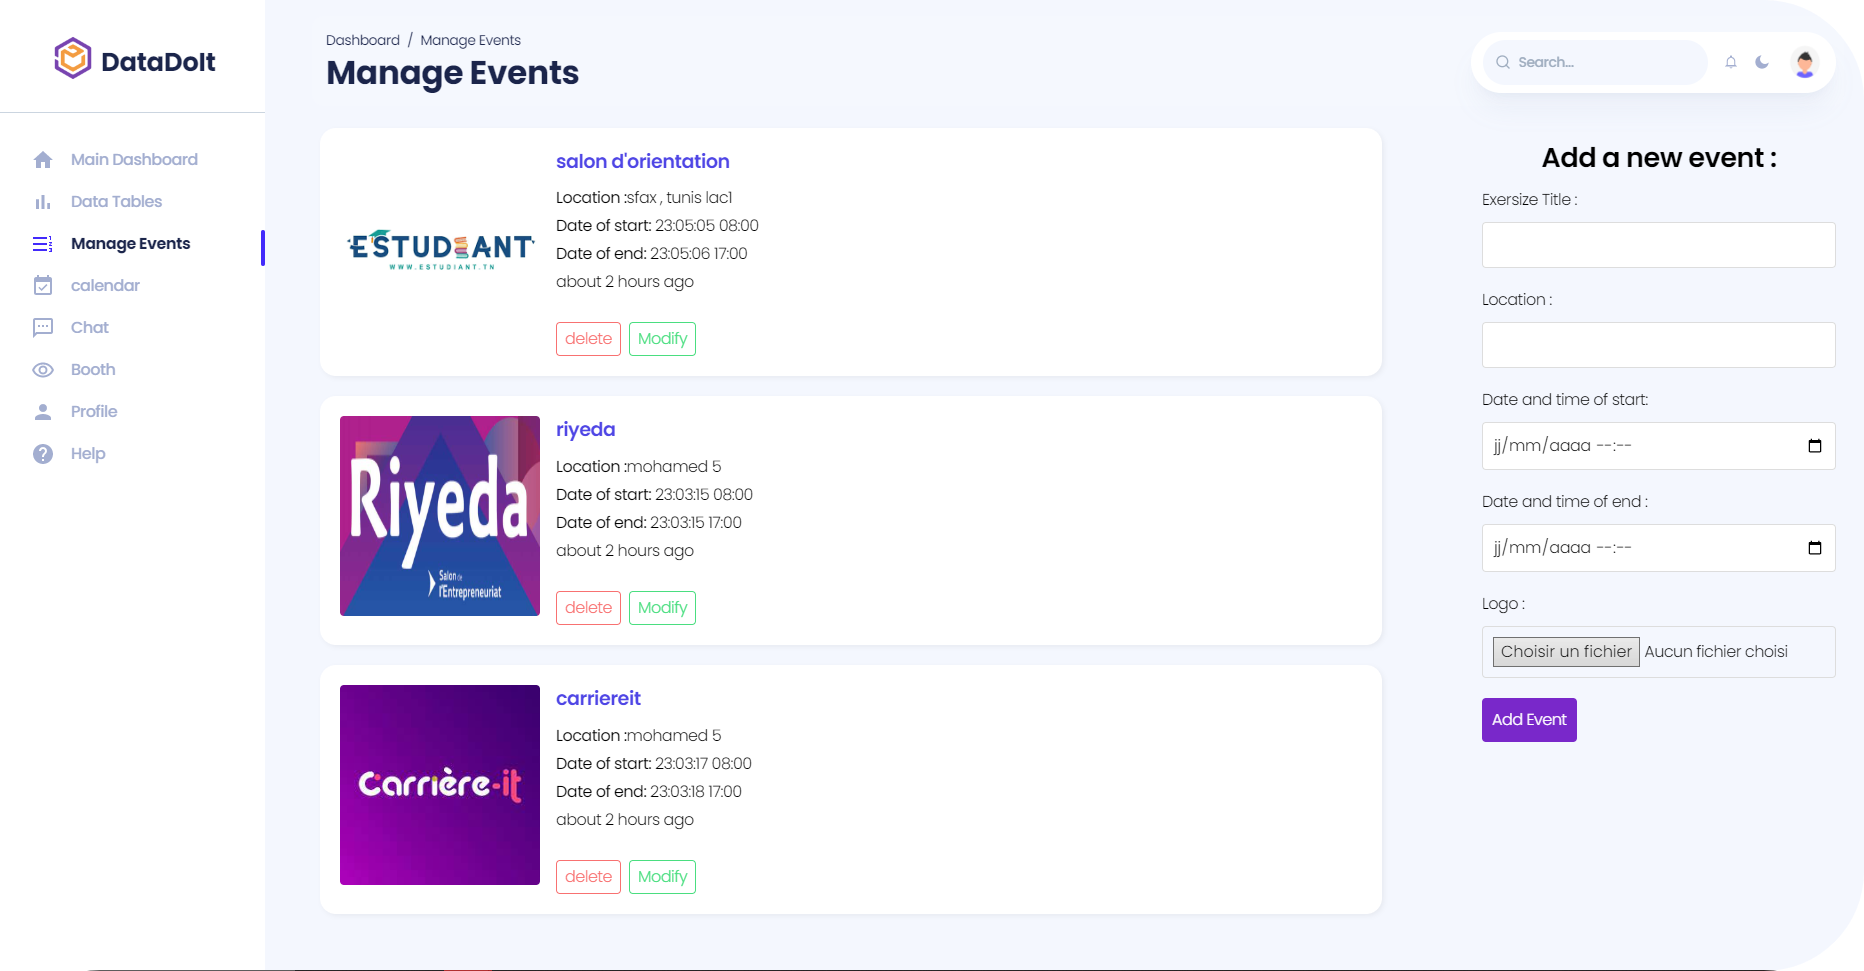 DataDoIt
Main Dashboard
Data Tables
Manage Events
calendar
Chat
Booth
Profile
Help
Dashboard / Manage Events
Manage Events
Search...
ESTUDIANT
WWW.ESTUDIANT.TN
salon d'orientation
Location :sfax , tunis lac1
Date of start: 23:05:05 08:00
Date of end: 23:05:06 17:00
about 2 hours ago
delete Modify
Riyeda
Salon de
l'Entrepreneuriat
riyeda
Location :mohamed 5
Date of start: 23:03:15 08:00
Date of end: 23:03:15 17:00
about 2 hours ago
delete Modify
Carrière-it
carriereit
Location :mohamed 5
Date of start: 23:03:17 08:00
Date of end: 23:03:18 17:00
about 2 hours ago
delete Modify
Add a new event :
Exersize Title :
Location :
Date and time of start:
jj/mm/aaaa --:--
Date and time of end :
jj/mm/aaaa --:--
Logo :
Choisir un fichier Aucun fichier choisi
Add Event